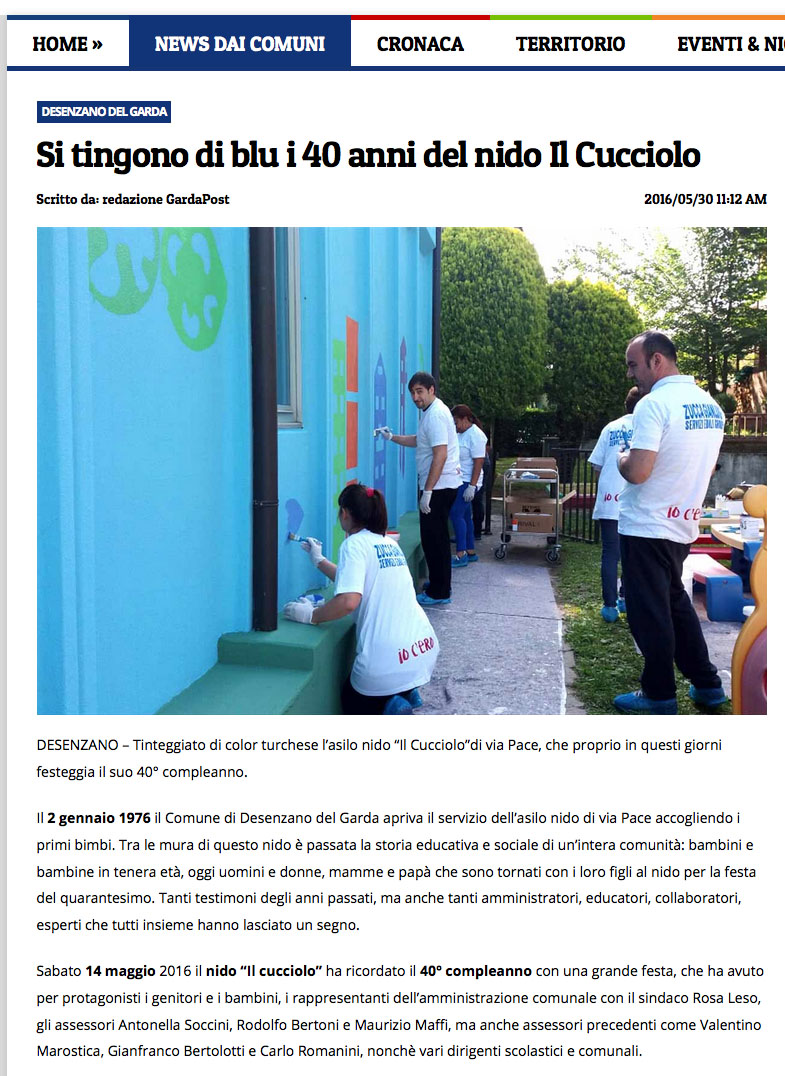 HOME »
NEWS DAI COMUNI
CRONACA
TERRITORIO
EVENTI & NI
DESENZANO DEL GARDA
Si tingono di blu i 40 anni del nido Il Cucciolo
Scritto da: redazione GardaPost
2016/05/30 11:12 AM
ZUCCA
SERVIZI EDILI
IO C'ERO
ZUCCA
SERVIZI EDILI
IO C'E
DESENZANO – Tinteggiato di color turchese l’asilo nido “Il Cucciolo”di via Pace, che proprio in questi giorni
festeggia il suo 40° compleanno.
Il 2 gennaio 1976 il Comune di Desenzano del Garda apriva il servizio dell’asilo nido di via Pace accogliendo i
primi bimbi. Tra le mura di questo nido è passata la storia educativa e sociale di un’intera comunità: bambini e
bambine in tenera età, oggi uomini e donne, mamme e papà che sono tornati con i loro figli al nido per la festa
del quarantesimo. Tanti testimoni degli anni passati, ma anche tanti amministratori, educatori, collaboratori,
esperti che tutti insieme hanno lasciato un segno.
Sabato 14 maggio 2016 il nido “Il cucciolo” ha ricordato il 40° compleanno con una grande festa, che ha avuto
per protagonisti i genitori e i bambini, i rappresentanti dell’amministrazione comunale con il sindaco Rosa Leso,
gli assessori Antonella Soccini, Rodolfo Bertoni e Maurizio Maffi, ma anche assessori precedenti come Valentino
Marostica, Gianfranco Bertolotti e Carlo Romanini, nonchè vari dirigenti scolastici e comunali.